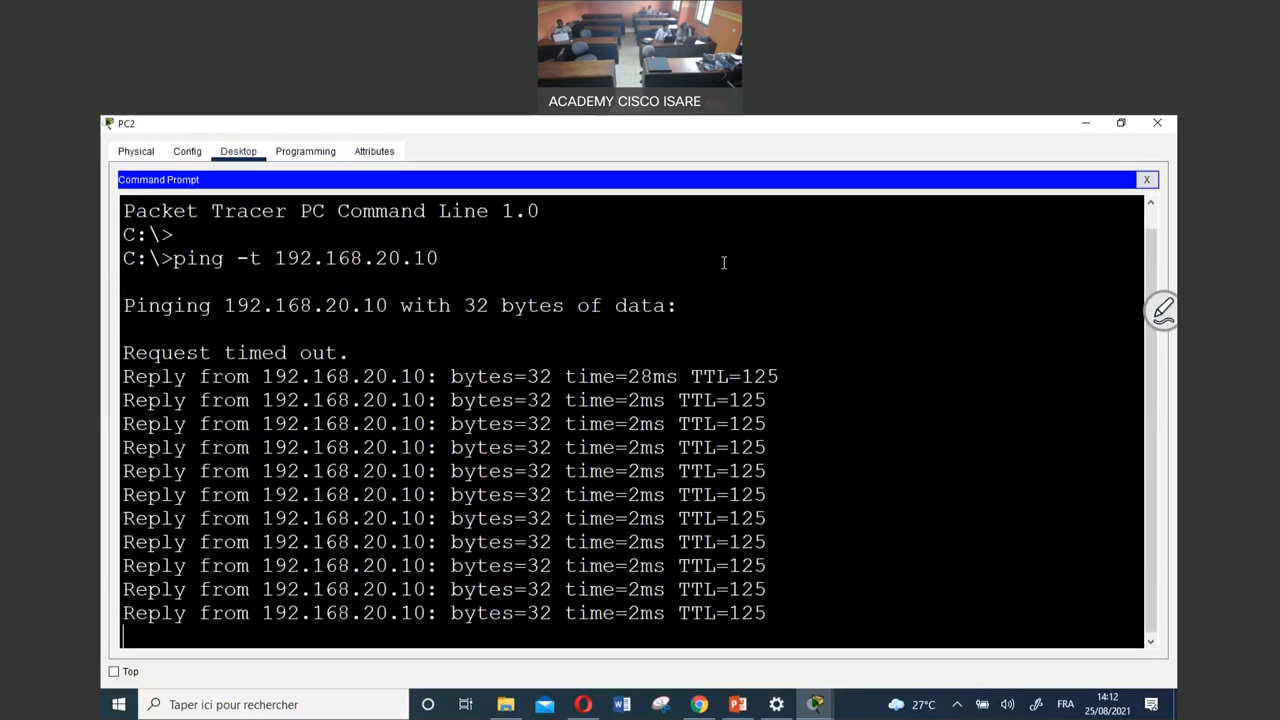 ACADEMY CISCO ISARE
PC2
Physical Config Desktop Programming Attributes
Command Prompt X
Packet Tracer PC Command Line 1.0
C:\>
C:\>ping -t 192.168.20.10
Pinging 192.168.20.10 with 32 bytes of data:
Request timed out.
Reply from 192.168.20.10: bytes=32 time=28ms TTL=125
Reply from 192.168.20.10: bytes=32 time=2ms TTL=125
Reply from 192.168.20.10: bytes=32 time=2ms TTL=125
Reply from 192.168.20.10: bytes=32 time=2ms TTL=125
Reply from 192.168.20.10: bytes=32 time=2ms TTL=125
Reply from 192.168.20.10: bytes=32 time=2ms TTL=125
Reply from 192.168.20.10: bytes=32 time=2ms TTL=125
Reply from 192.168.20.10: bytes=32 time=2ms TTL=125
Reply from 192.168.20.10: bytes=32 time=2ms TTL=125
Reply from 192.168.20.10: bytes=32 time=2ms TTL=125
Reply from 192.168.20.10: bytes=32 time=2ms TTL=125
Top
Taper ici pour rechercher 27°C FRA 14:12
25/08/2021